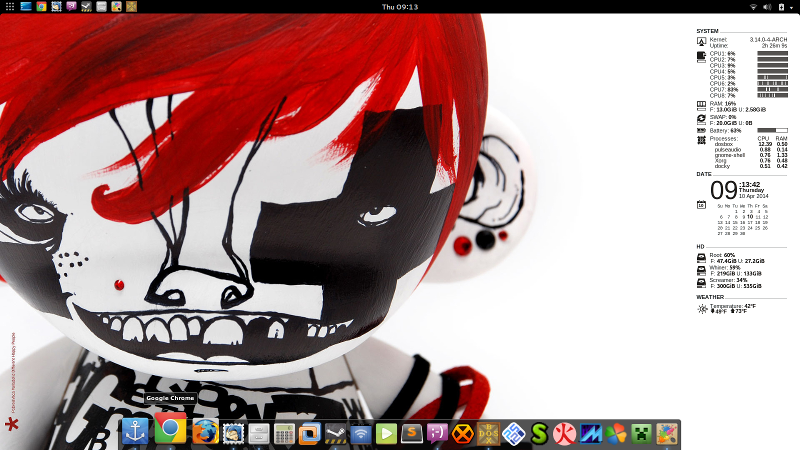 Thu 09:13
SYSTEM
Kernel: 3.14.0-4-ARCH
Uptime: 2h 26m 9s
CPU1: 6%
CPU2: 7%
CPU3: 9%
CPU4: 5%
CPU5: 3%
CPU6: 2%
CPU7: 83%
CPU8: 7%
RAM: 16%
F: 13.0GiB U: 2.58GiB
SWAP: 0%
F: 20.0GiB U: 0B
Battery: 63%
Processes: CPU RAM
dosbox 12.39 0.50
pulseaudio 0.88 0.14
gnome-shell 0.76 1.33
Xorg 0.76 0.48
docky 0.51 0.42
DATE
09:13:42
Thursday
10 Apr 2014
Su Mo Tu We Th Fr Sa
1 2 3 4 5
6 7 8 9 10 11 12
13 14 15 16 17 18 19
20 21 22 23 24 25 26
27 28 29 30
HD
Root: 60%
F: 47.4GiB U: 27.2GiB
Whiner: 59%
F: 219GiB U: 133GiB
Screamer: 34%
F: 300GiB U: 535GiB
WEATHER
Temperature: 42°F
49°F 73°F
Google Chrome